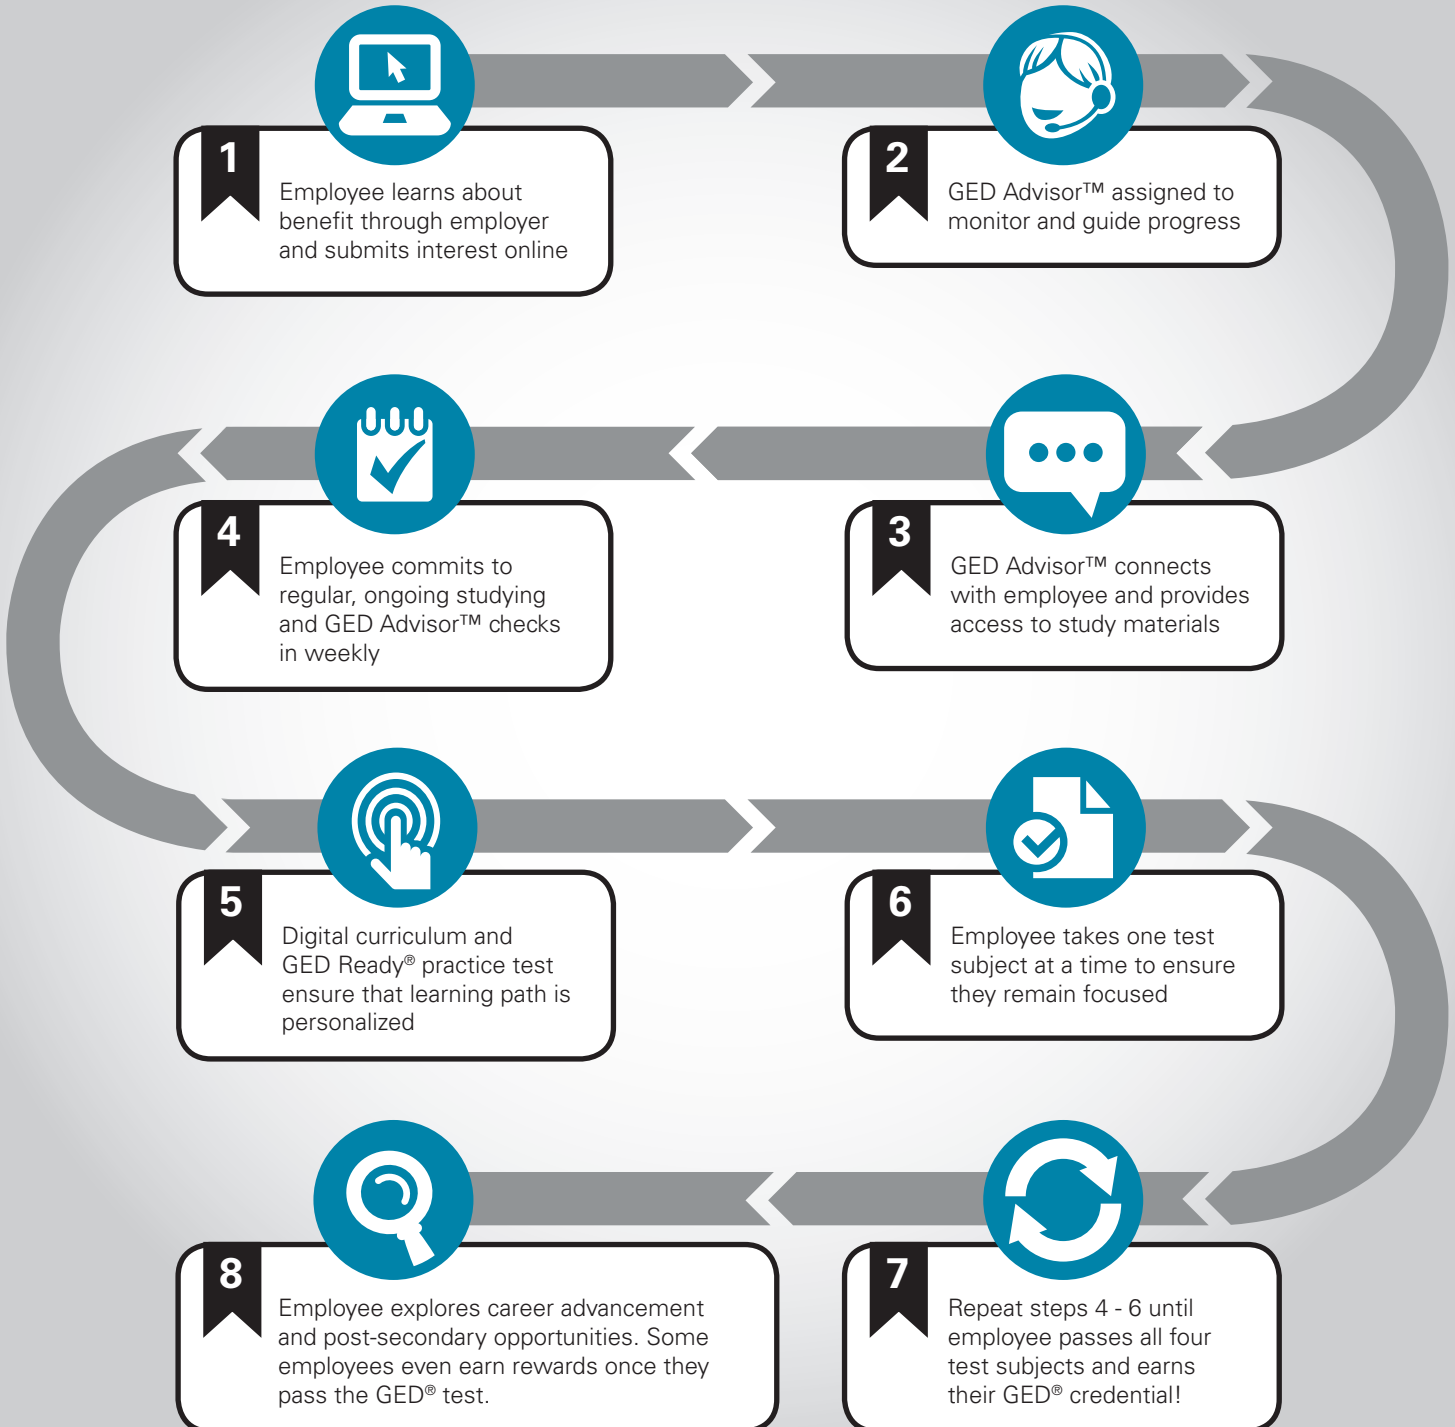 1
Employee learns about
benefit through employer
and submits interest online
2
GED Advisor™ assigned to
monitor and guide progress
3
GED Advisor™ connects
with employee and provides
access to study materials
4
Employee commits to
regular, ongoing studying
and GED Advisor™ checks
in weekly
5
Digital curriculum and
GED Ready® practice test
ensure that learning path is
personalized
6
Employee takes one test
subject at a time to ensure
they remain focused
7
Repeat steps 4 - 6 until
employee passes all four
test subjects and earns
their GED® credential!
8
Employee explores career advancement
and post-secondary opportunities. Some
employees even earn rewards once they
pass the GED® test.